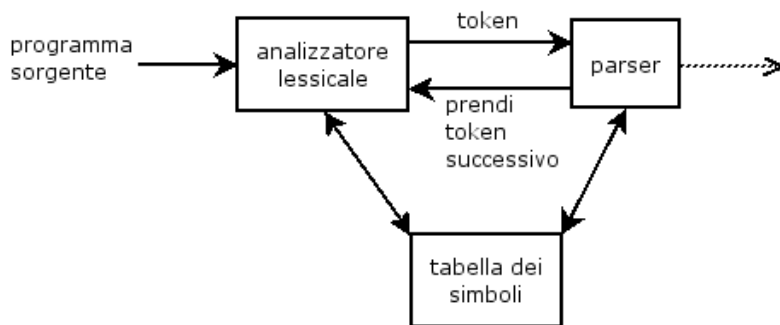 programma
sorgente
analizzatore
lessicale
token
parser
prendi
token
successivo
tabella dei
simboli